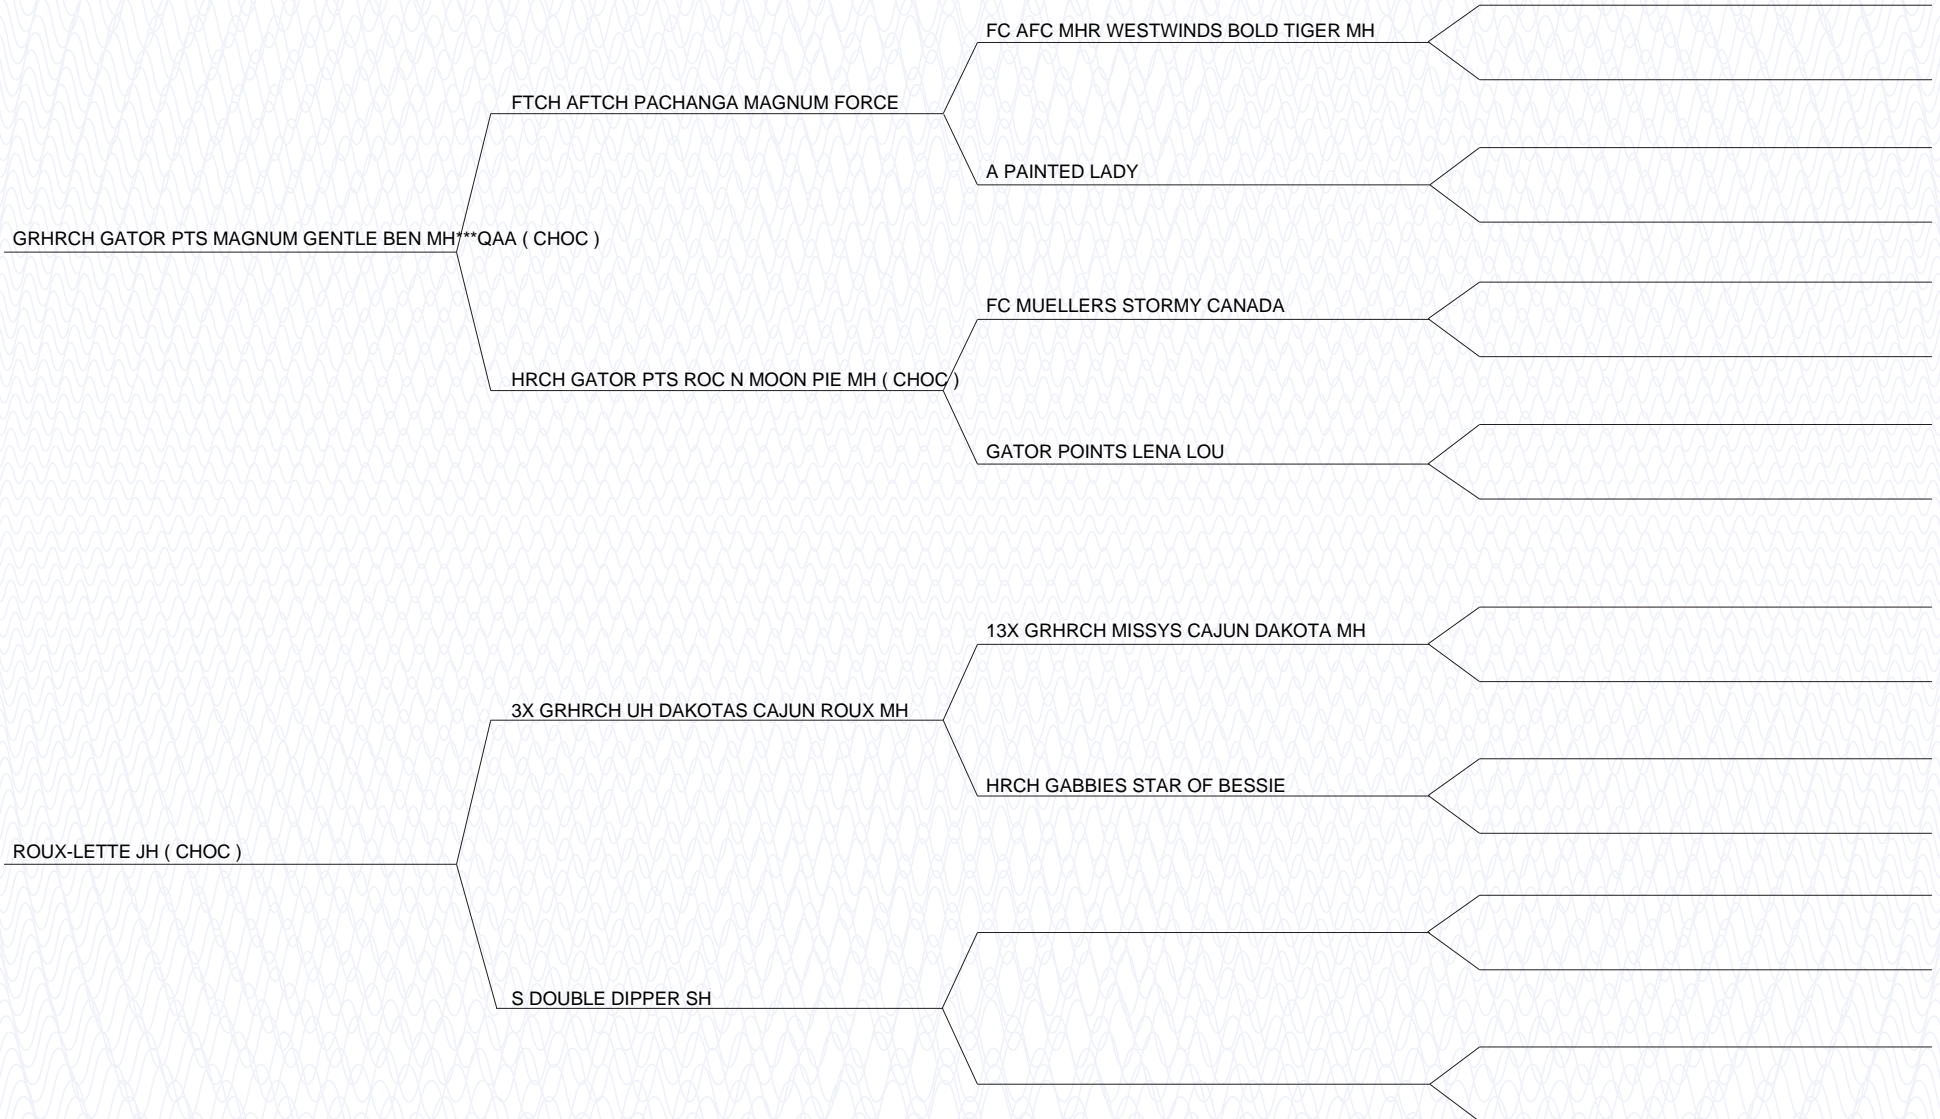 FC AFC MHR WESTWINDS BOLD TIGER MH
FTCH AFTCH PACHANGA MAGNUM FORCE
A PAINTED LADY
GRHRCH GATOR PTS MAGNUM GENTLE BEN MH***QAA ( CHOC )
FC MUELLERS STORMY CANADA
HRCH GATOR PTS ROC N MOON PIE MH ( CHOC )
GATOR POINTS LENA LOU
13X GRHRCH MISSYS CAJUN DAKOTA MH
3X GRHRCH UH DAKOTAS CAJUN ROUX MH
HRCH GABBIES STAR OF BESSIE
ROUX-LETTE JH ( CHOC )
S DOUBLE DIPPER SH